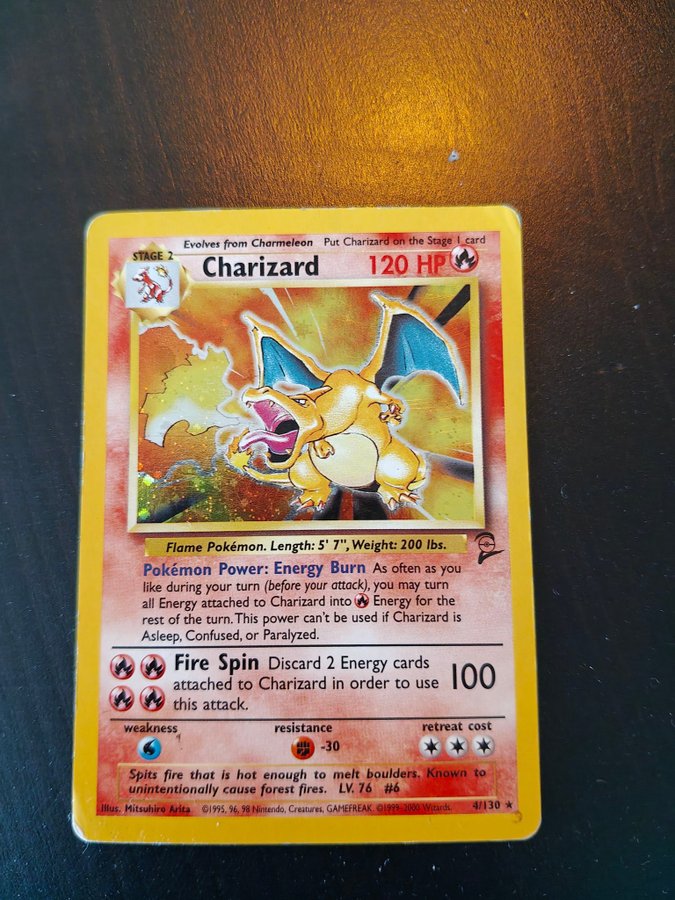 Evolves from Charmeleon Put Charizard on the Stage 1 card
STAGE 2
Charizard 120 HP
Flame Pokémon. Length: 5' 7", Weight: 200 lbs.
Pokémon Power: Energy Burn As often as you
like during your turn (before your attack), you may turn
all Energy attached to Charizard into Energy for the
rest of the turn. This power can't be used if Charizard is
Asleep, Confused, or Paralyzed.
Fire Spin Discard 2 Energy cards
attached to Charizard in order to use 100
this attack.
weakness resistance retreat cost
-30
Spits fire that is hot enough to melt boulders. Known to
unintentionally cause forest fires. LV. 76 #6
Illus. Mitsuhiro Arita ©1995, 96, 98 Nintendo, Creatures, GAMEFREAK. ©1999-2000 Wizards. 4/130 ★